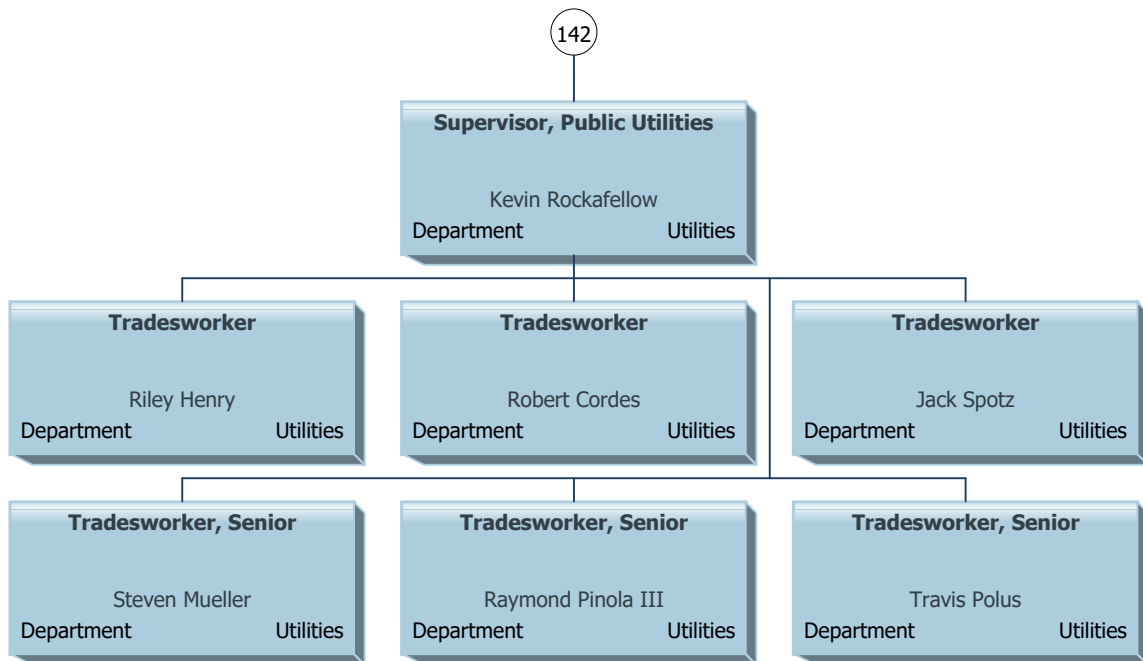 142
Supervisor, Public Utilities
Kevin Rockafellow
Department Utilities
Tradesworker
Riley Henry
Department Utilities
Tradesworker
Robert Cordes
Department Utilities
Tradesworker
Jack Spotz
Department Utilities
Tradesworker, Senior
Steven Mueller
Department Utilities
Tradesworker, Senior
Raymond Pinola III
Department Utilities
Tradesworker, Senior
Travis Polus
Department Utilities